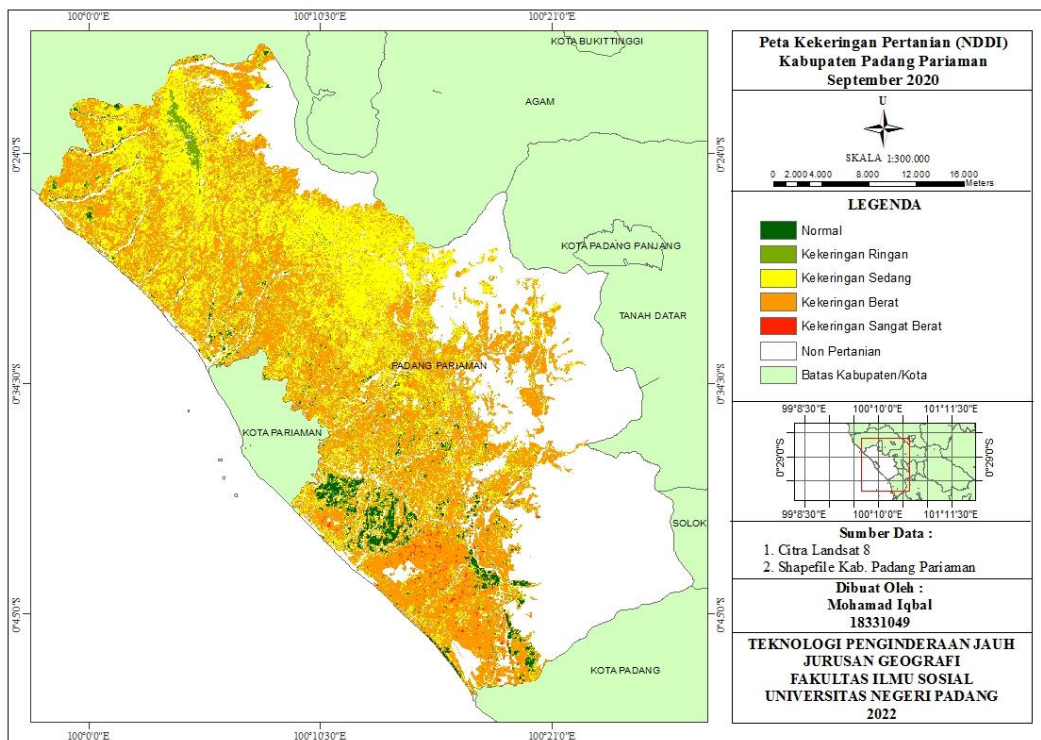 100°0'0"E
100°10'30"E
100°21'0"E
0°24'0"S
0°34'30"S
0°45'0"S
KOTA BUKITTINGGI
AGAM
KOTA PADANG PANJANG
TANAH DATAR
PADANG PARIAMAN
KOTA PARIAMAN
SOLOK
KOTA PADANG
0°24'0"S
0°34'30"S
0°45'0"S
100°0'0"E
100°10'30"E
100°21'0"E
Peta Kekeringan Pertanian (NDDI)
Kabupaten Padang Pariaman
September 2020
U
SKALA 1:300.000
0 2.000 4.000 8.000 12.000 16.000
Meters
LEGENDA
Normal
Kekeringan Ringan
Kekeringan Sedang
Kekeringan Berat
Kekeringan Sangat Berat
Non Pertanian
Batas Kabupaten/Kota
99°8'30"E 100°10'0"E 101°11'30"E
0°29'0"S
0°29'0"S
99°8'30"E 100°10'0"E 101°11'30"E
Sumber Data :
1. Citra Landsat 8
2. Shapefile Kab. Padang Pariaman
Dibuat Oleh :
Mohamad Iqbal
18331049
TEKNOLOGI PENGINDERAAN JAUH
JURUSAN GEOGRAFI
FAKULTAS ILMU SOSIAL
UNIVERSITAS NEGERI PADANG
2022